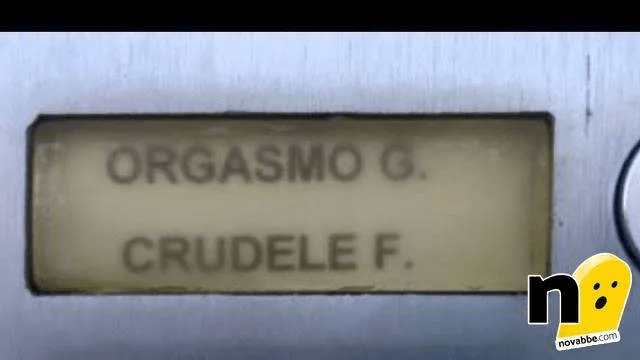 ORGASMO G.
CRUDELE F.
n
novabbe.com